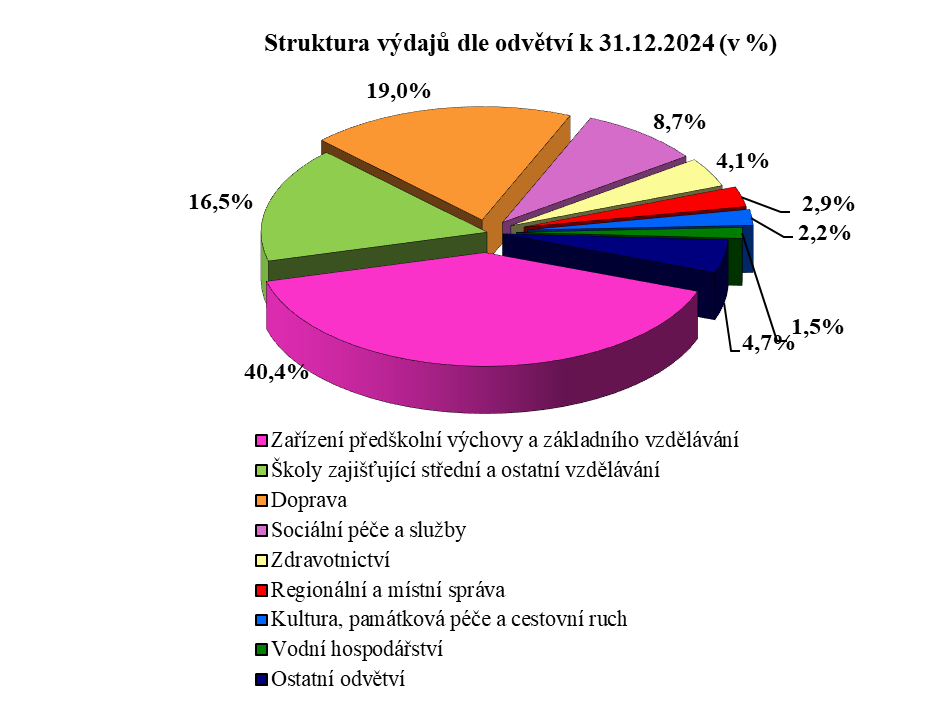 Struktura výdajů dle odvětví k 31.12.2024 (v %)
19,0%
8,7%
4,1%
16,5%
2,9%
2,2%
1,5%
4,7%
40,4%
Zařízení předškolní výchovy a základního vzdělávání
Školy zajišťující střední a ostatní vzdělávání
Doprava
Sociální péče a služby
Zdravotnictví
Regionální a místní správa
Kultura, památková péče a cestovní ruch
Vodní hospodářství
Ostatní odvětví